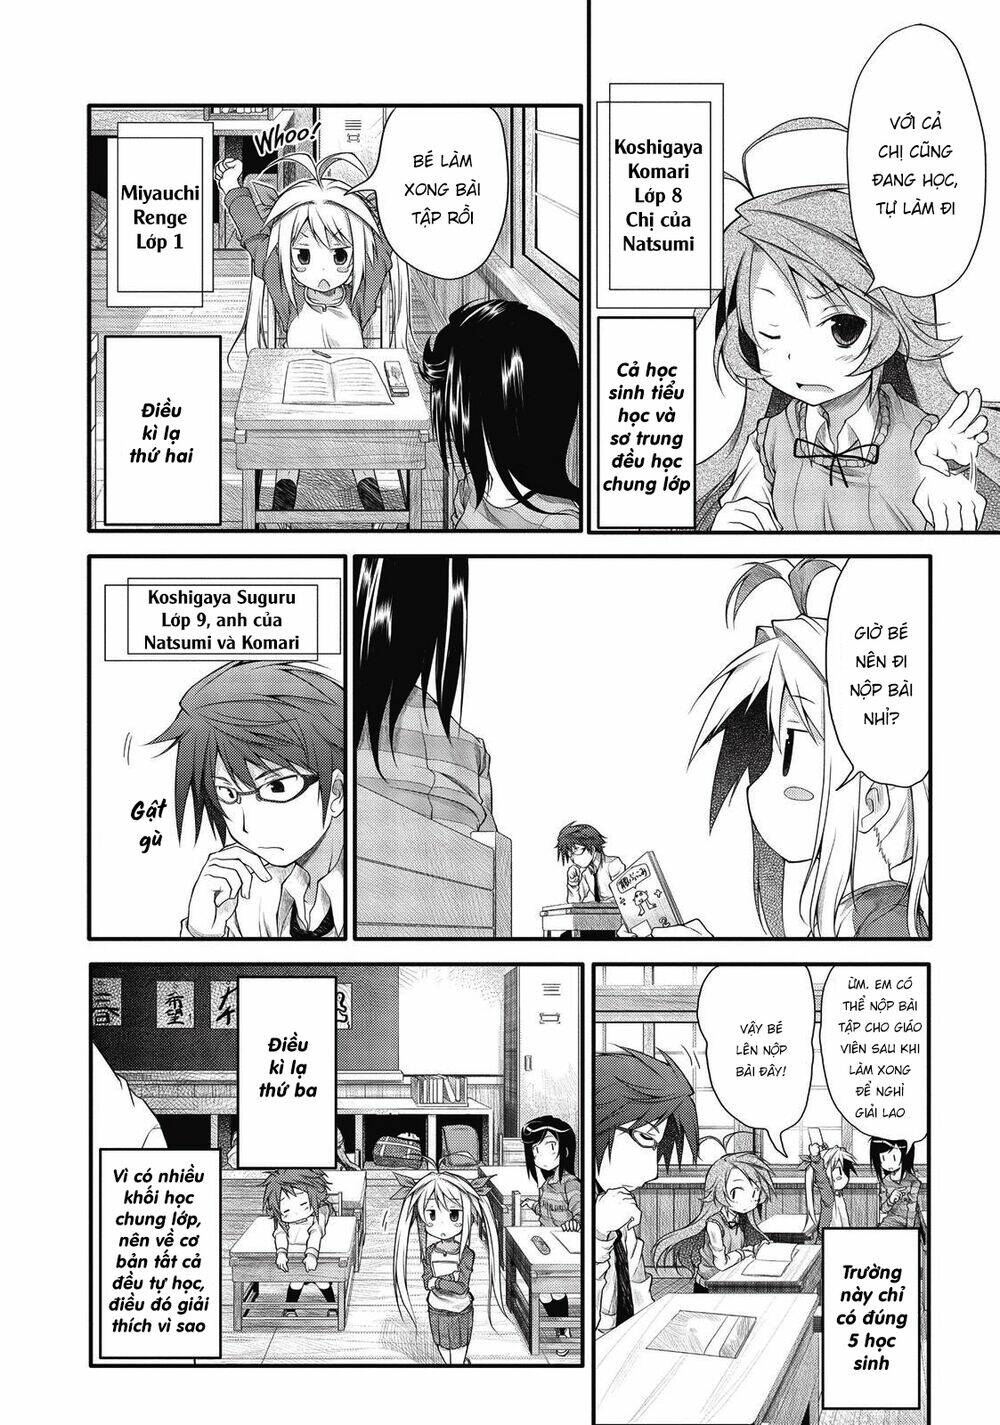 VỚI CẢ
CHỊ CŨNG
ĐANG HỌC,
TỰ LÀM ĐI
Koshigaya
Komari
Lớp 8
Chị của
Natsumi
Cả học
sinh tiểu
học và
sơ trung
đều học
chung lớp
Whoo!
BÉ LÀM
XONG BÀI
TẬP RỒI
Miyauchi
Renge
Lớp 1
Điều
kì lạ
thứ hai
GIỜ BÉ
NÊN ĐI
NỘP BÀI
NHỈ?
Koshigaya Suguru
Lớp 9, anh của
Natsumi và Komari
Gật
gù
ỪM. EM CÓ
THỂ NỘP BÀI
TẬP CHO GIÁO
VIÊN SAU KHI
LÀM XONG
ĐỂ NGHỈ
GIẢI LAO
VẬY BÉ
LÊN NỘP
BÀI ĐÂY!
Trường
này chỉ
có đúng
5 học
sinh
希望
春
Điều
kì lạ
thứ ba
Vì có nhiều
khối học
chung lớp,
nên về cơ
bản tất cả
đều tự học,
điều đó giải
thích vì sao